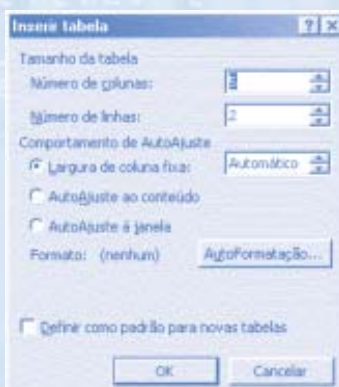 Inserir tabela
Tamanho da tabela
Número de colunas:
Número de linhas: 2
Comportamento de AutoAjuste
Largura de coluna fixa: Automático
AutoAjuste ao conteúdo
AutoAjuste à janela
Formato: (nenhum) AutoFormatação...
Definir como padrão para novas tabelas
OK Cancelar